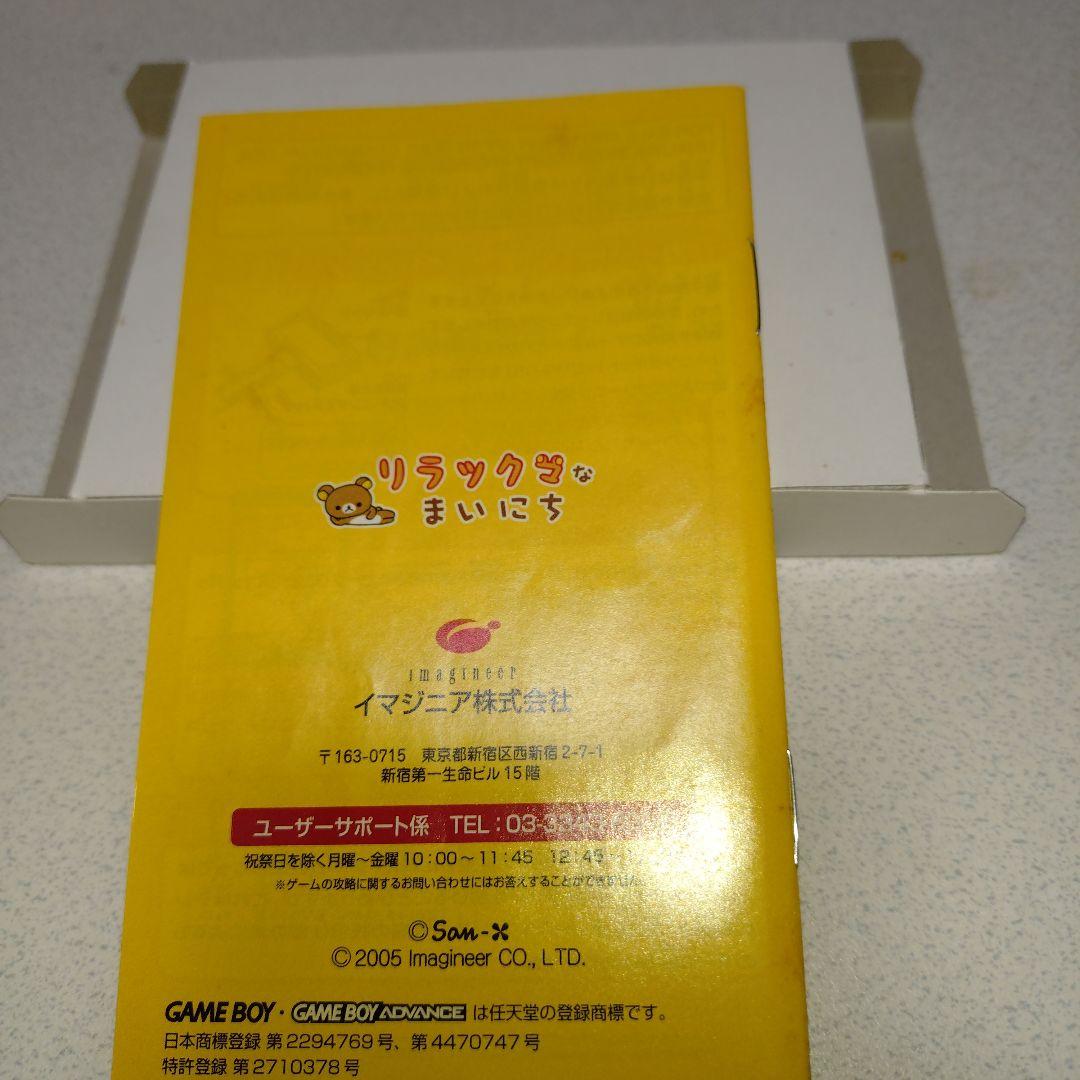 リラックマな
まいにち
imagineer
イマジニア株式会社
〒163-0715 東京都新宿区西新宿2-7-1
新宿第一生命ビル15階
ユーザーサポート係 TEL：03-
祝祭日を除く月曜～金曜10：00～11：45 12：45
※ゲームの攻略に関するお問い合わせにはお答えすることができません。
©San-X
©2005 Imagineer CO., LTD.
GAME BOY・GAME BOY ADVANCE は任天堂の登録商標です。
日本商標登録 第2294769号、第4470747号
特許登録 第2710378号